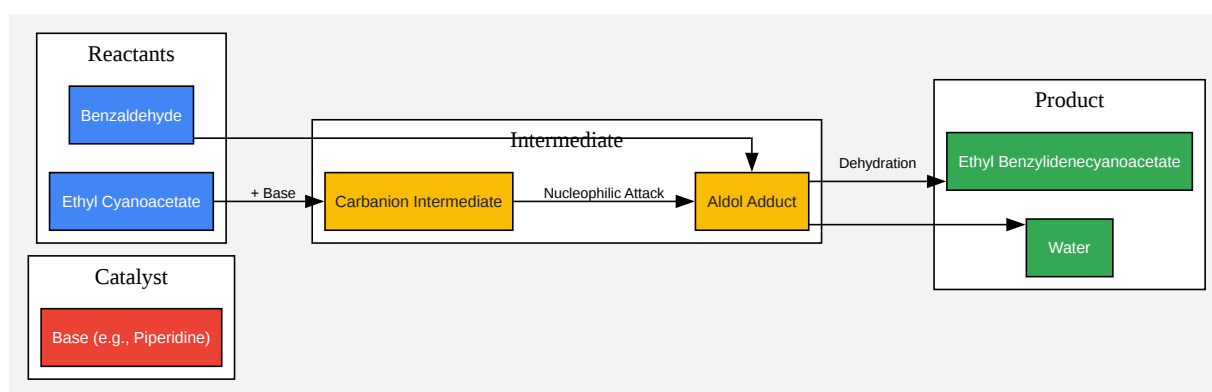 Reactants
Benzaldehyde
Ethyl Cyanoacetate
+ Base
Catalyst
Base (e.g., Piperidine)
Intermediate
Carbanion Intermediate
Nucleophilic Attack
Aldol Adduct
Dehydration
Product
Ethyl Benzylidenecyanoacetate
Water